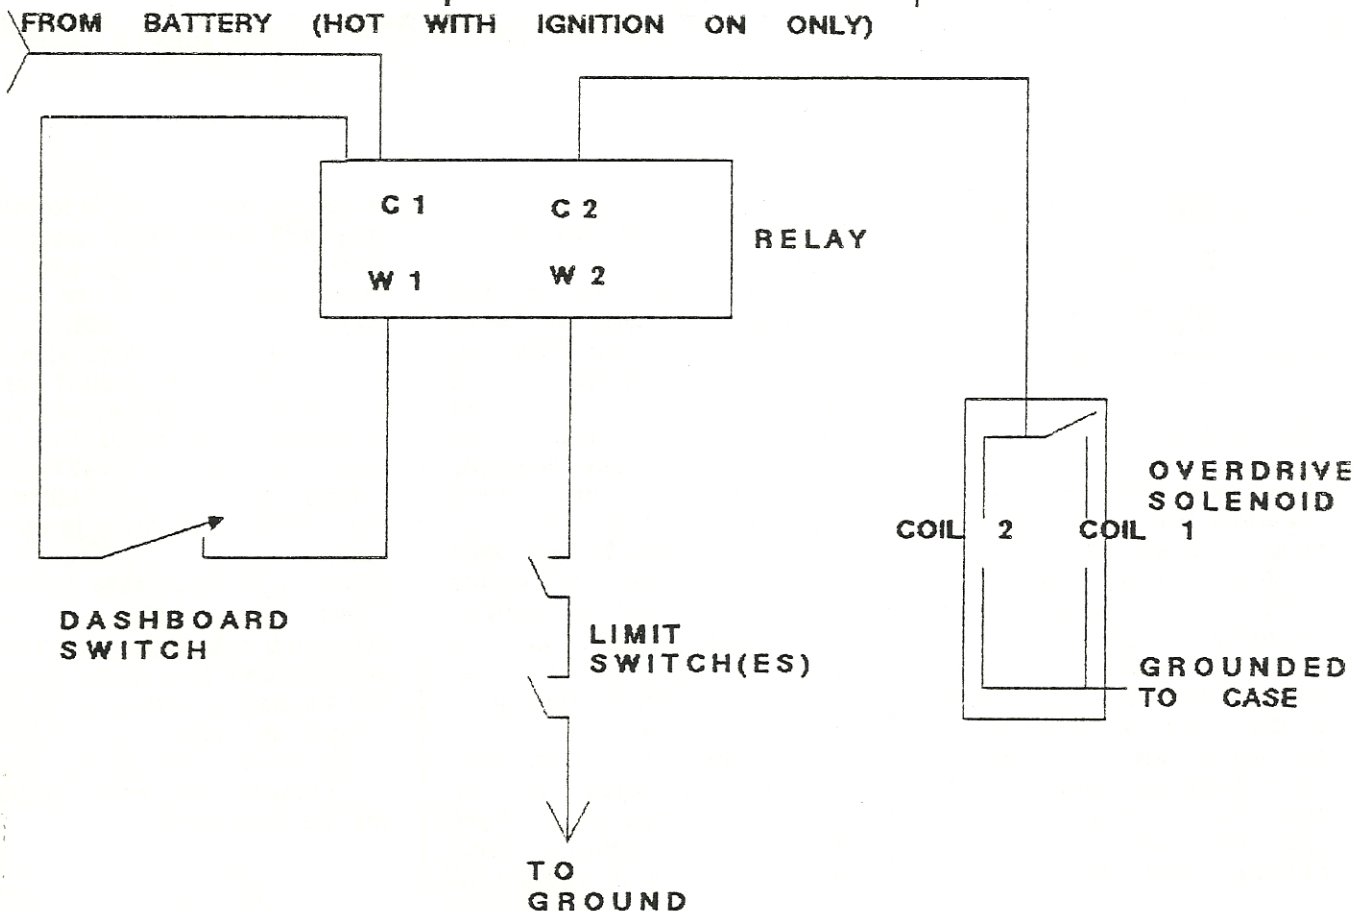 FROM BATTERY (HOT WITH IGNITION ON ONLY)
C 1 C 2
RELAY
W 1 W 2
OVERDRIVE
SOLENOID
COIL 2 COIL 1
DASHBOARD
SWITCH
LIMIT
SWITCH(ES)
GROUNDED
TO CASE
TO
GROUND